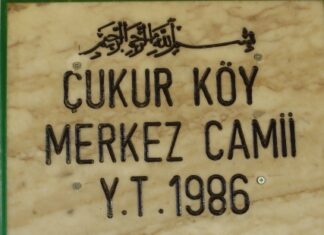 بسم الله الرحمن الرحيم
ÇUKUR KÖY
MERKEZ CAMİİ
Y.T.1986